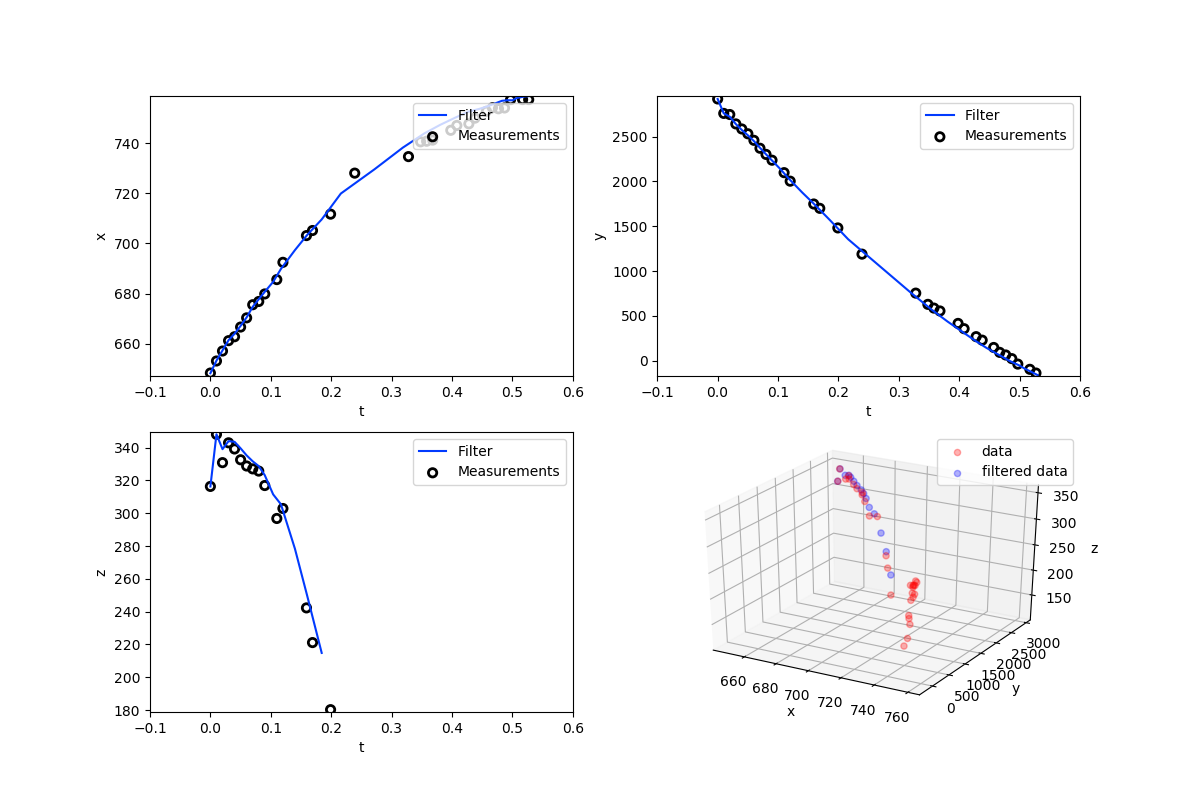 Filter
Measurements
740
720
700
680
660
x
−0.1 0.0 0.1 0.2 0.3 0.4 0.5 0.6
t
Filter
Measurements
2500
2000
1500
1000
500
0
y
−0.1 0.0 0.1 0.2 0.3 0.4 0.5 0.6
t
Filter
Measurements
340
320
300
280
260
240
220
200
180
z
−0.1 0.0 0.1 0.2 0.3 0.4 0.5 0.6
t
data
filtered data
350
300
250
200
150
z
3000
2500
2000
1500
1000
500
0
y
660 680 700 720 740 760
x